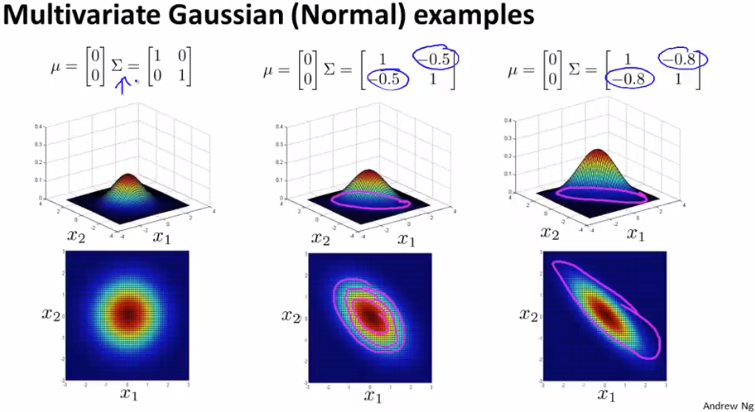 Multivariate Gaussian (Normal) examples
μ = [0 0] Σ = [1 0 0 1]
μ = [0 0] Σ = [1 −0.5 −0.5 1]
μ = [0 0] Σ = [1 −0.8 −0.8 1]
x₂ x₁
x₂ x₁
x₂ x₁
x₂
x₁
x₂
x₁
x₂
x₁
Andrew Ng